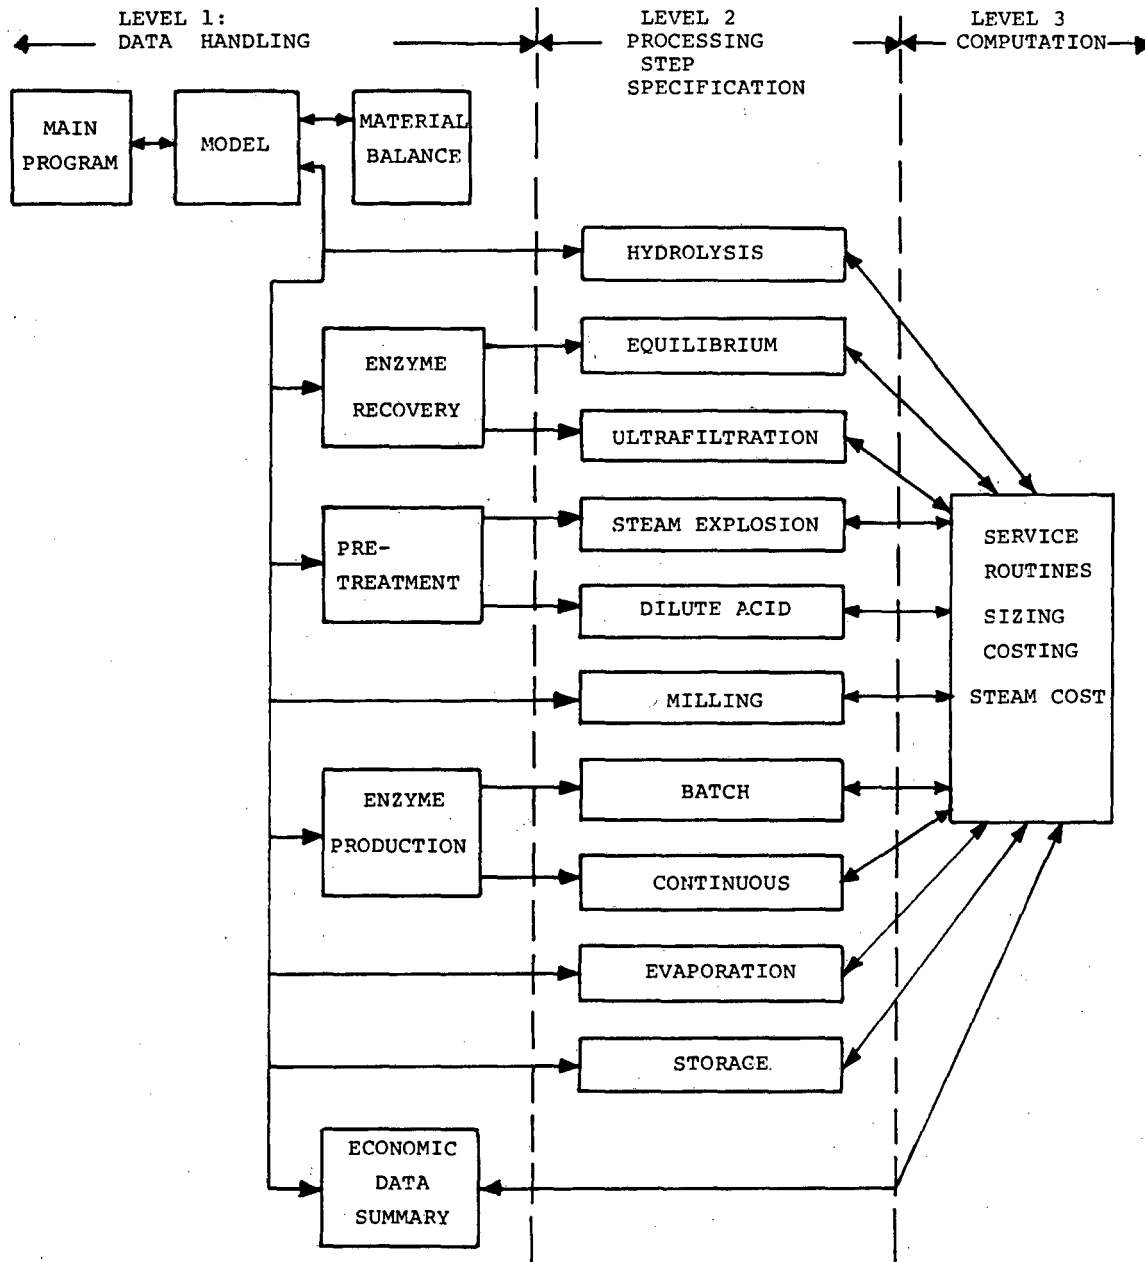 LEVEL 1:
DATA HANDLING
LEVEL 2
PROCESSING
STEP
SPECIFICATION
LEVEL 3
COMPUTATION
MAIN
PROGRAM
MODEL
MATERIAL
BALANCE
HYDROLYSIS
ENZYME
RECOVERY
EQUILIBRIUM
ULTRAFILTRATION
PRE-
TREATMENT
STEAM EXPLOSION
DILUTE ACID
SERVICE
ROUTINES
SIZING
COSTING
STEAM COST
MILLING
ENZYME
PRODUCTION
BATCH
CONTINUOUS
EVAPORATION
STORAGE
ECONOMIC
DATA
SUMMARY